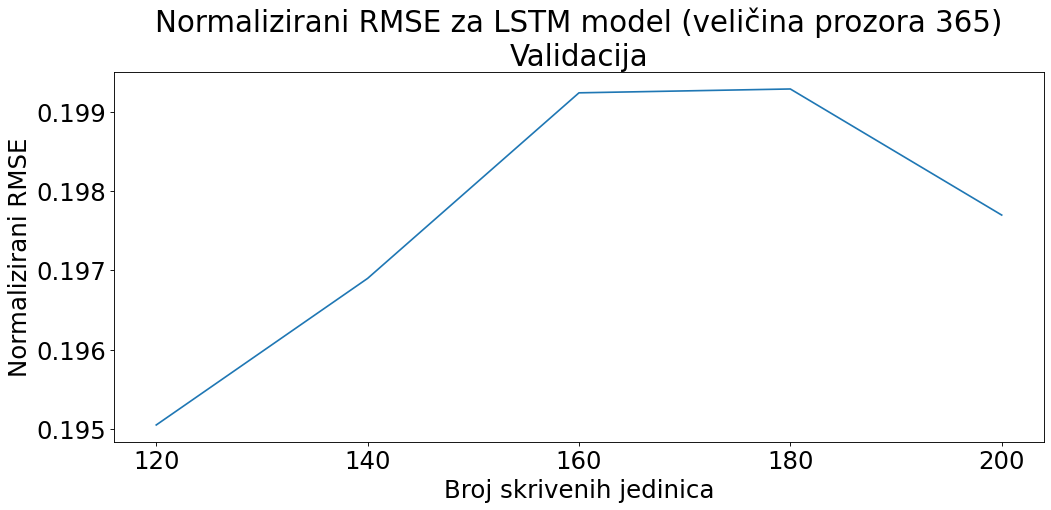 Normalizirani RMSE za LSTM model (veličina prozora 365)
Validacija
Normalizirani RMSE
0.199
0.198
0.197
0.196
0.195
120 140 160 180 200
Broj skrivenih jedinica